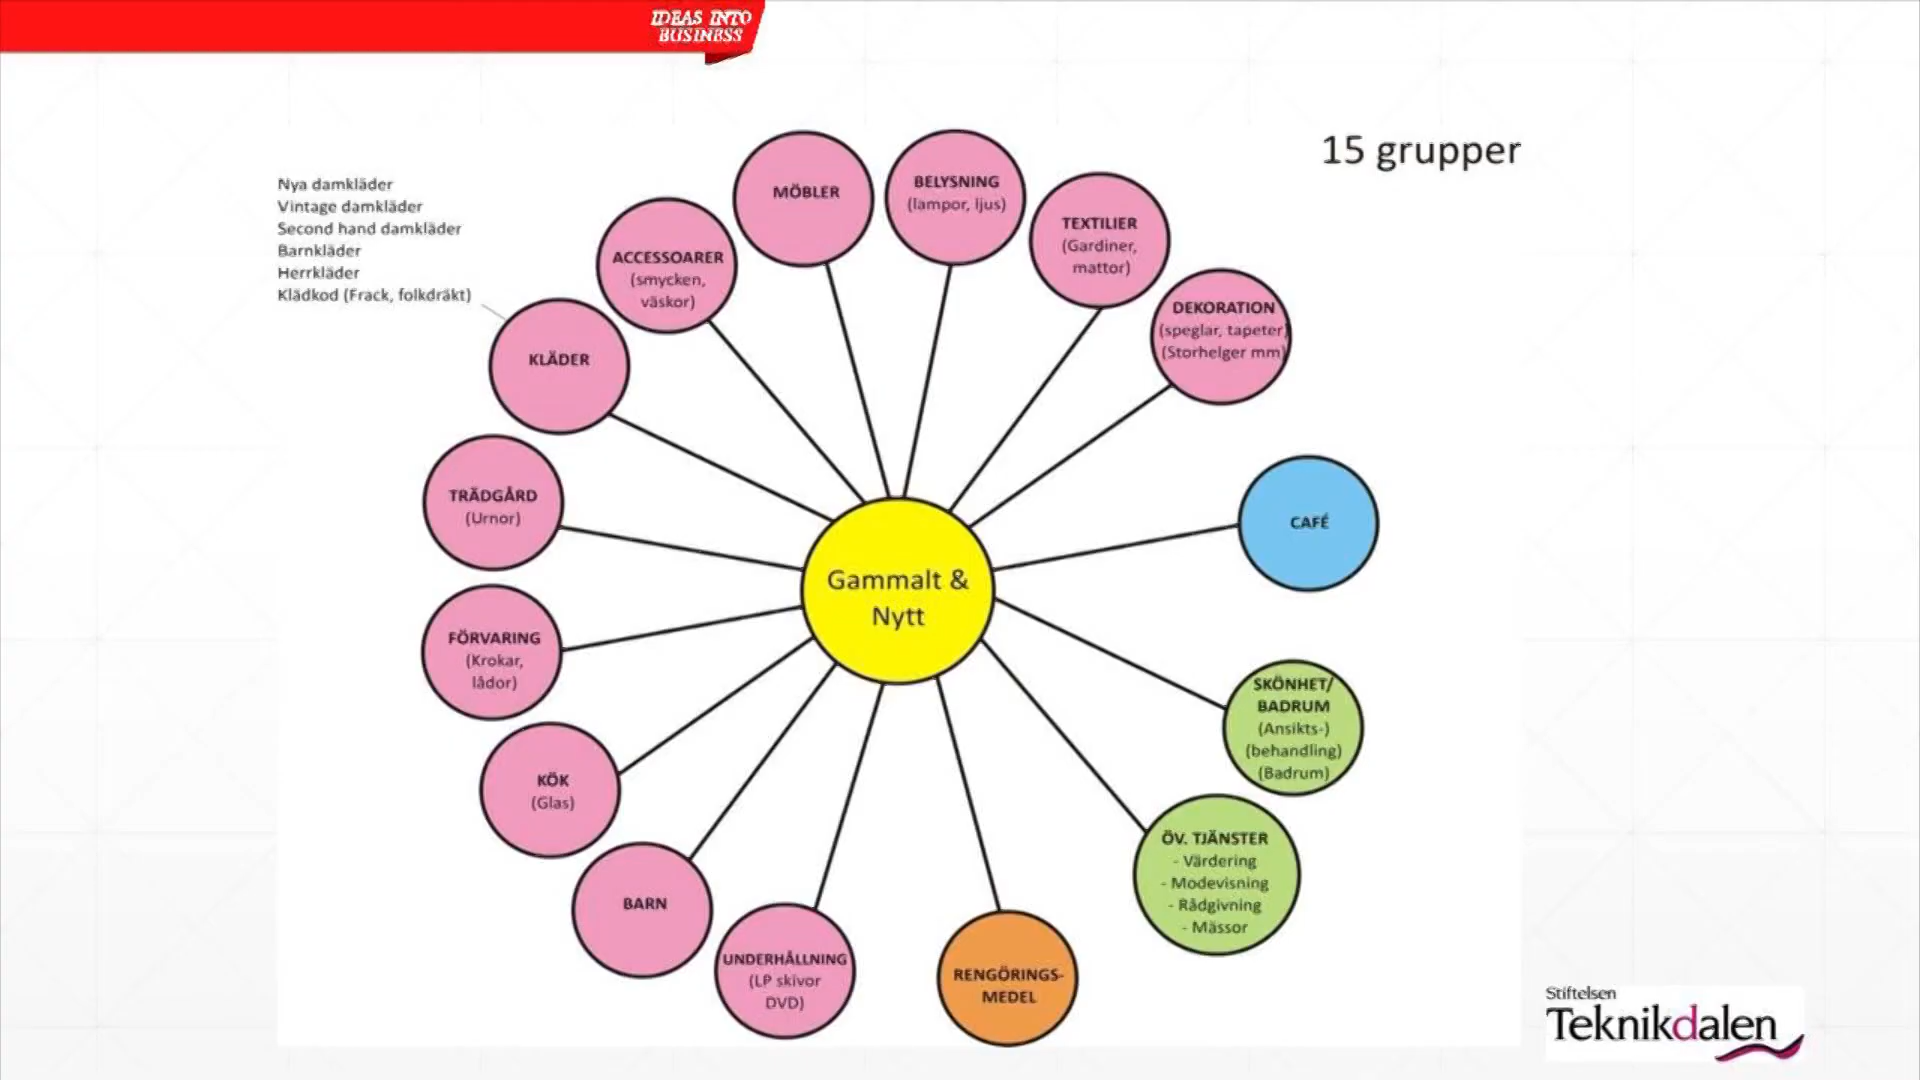 IDEAS INTO
BUSINESS
15 grupper
Nya damkläder
Vintage damkläder
Second hand damkläder
Barnkläder
Herrkläder
Klädkod (Frack, folkdräkt)
MÖBLER
BELYSNING
(lampor, ljus)
TEXTILIER
(Gardiner,
mattor)
ACCESSOARER
(smycken,
väskor)
DEKORATION
(speglar, tapeter)
(Storhelger mm)
KLÄDER
TRÄDGÅRD
(Urnor)
CAFÉ
Gammalt &
Nytt
FÖRVARING
(Krokar,
lådor)
SKÖNHET/
BADRUM
(Ansikts-)
(behandling)
(Badrum)
KÖK
(Glas)
ÖV. TJÄNSTER
- Värdering
- Modevisning
- Rådgivning
- Mässor
BARN
UNDERHÅLLNING
(LP skivor
DVD)
RENGÖRINGS-
MEDEL
Stiftelsen
Teknikdalen